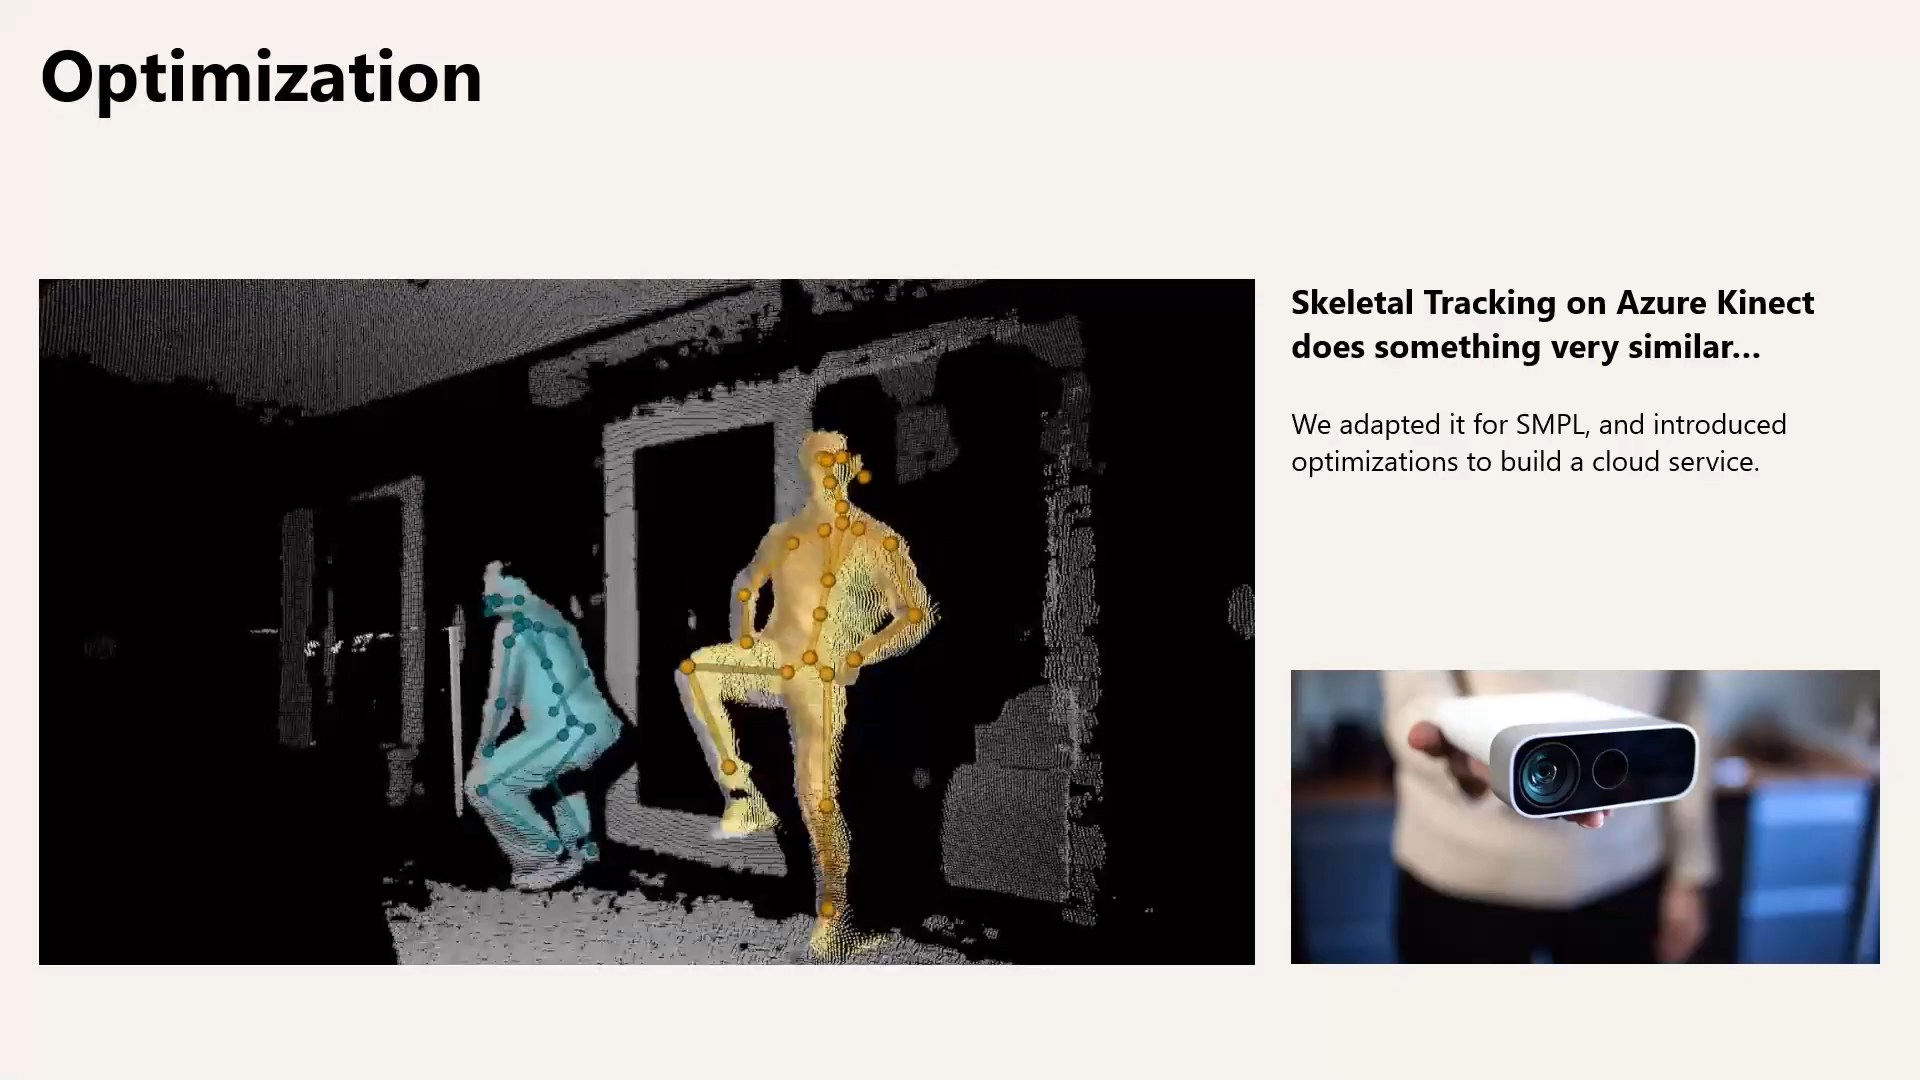 Optimization
Skeletal Tracking on Azure Kinect
does something very similar...
We adapted it for SMPL, and introduced
optimizations to build a cloud service.